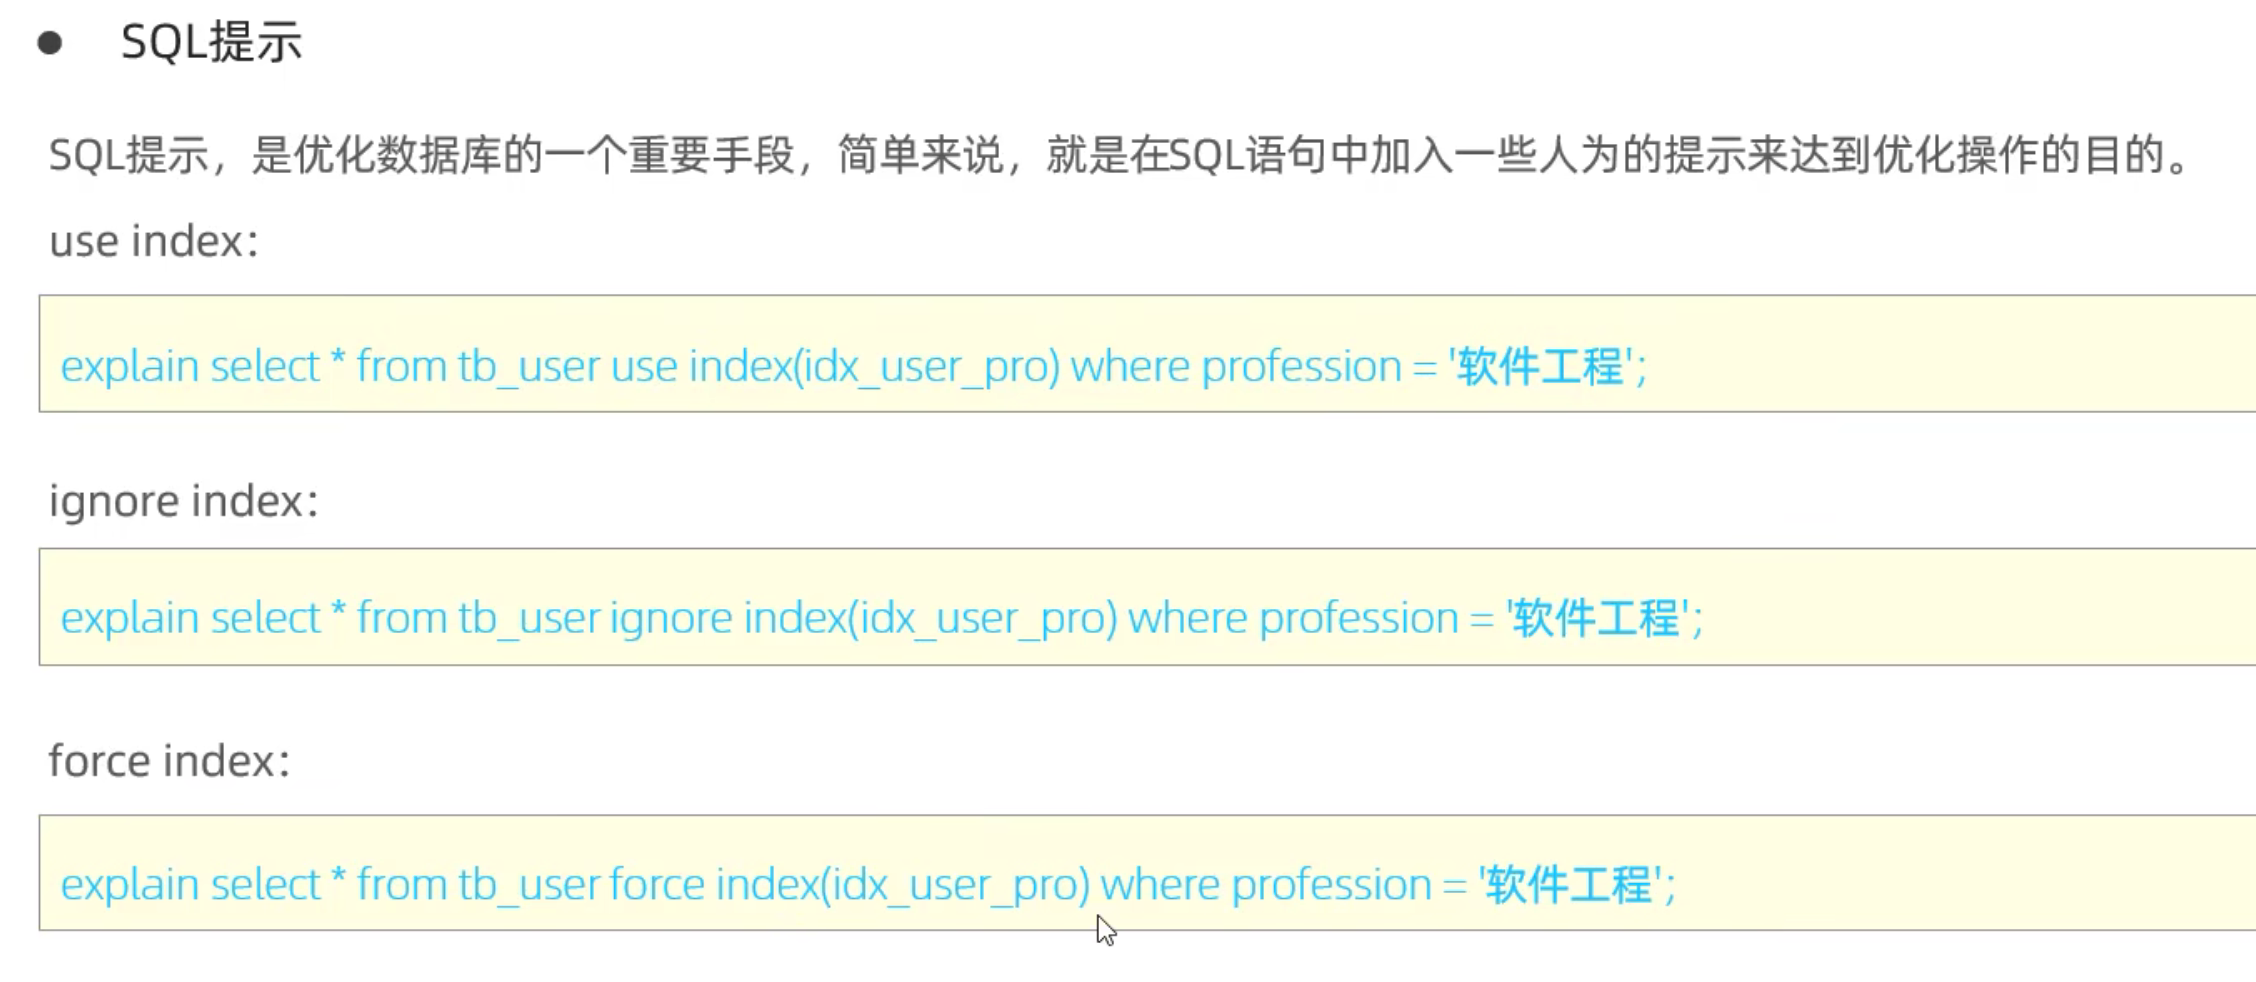 SQL提示
SQL提示，是优化数据库的一个重要手段，简单来说，就是在SQL语句中加入一些人为的提示来达到优化操作的目的。
use index：
explain select * from tb_user use index(idx_user_pro) where profession = '软件工程';
ignore index：
explain select * from tb_user ignore index(idx_user_pro) where profession = '软件工程';
force index：
explain select * from tb_user force index(idx_user_pro) where profession = '软件工程';